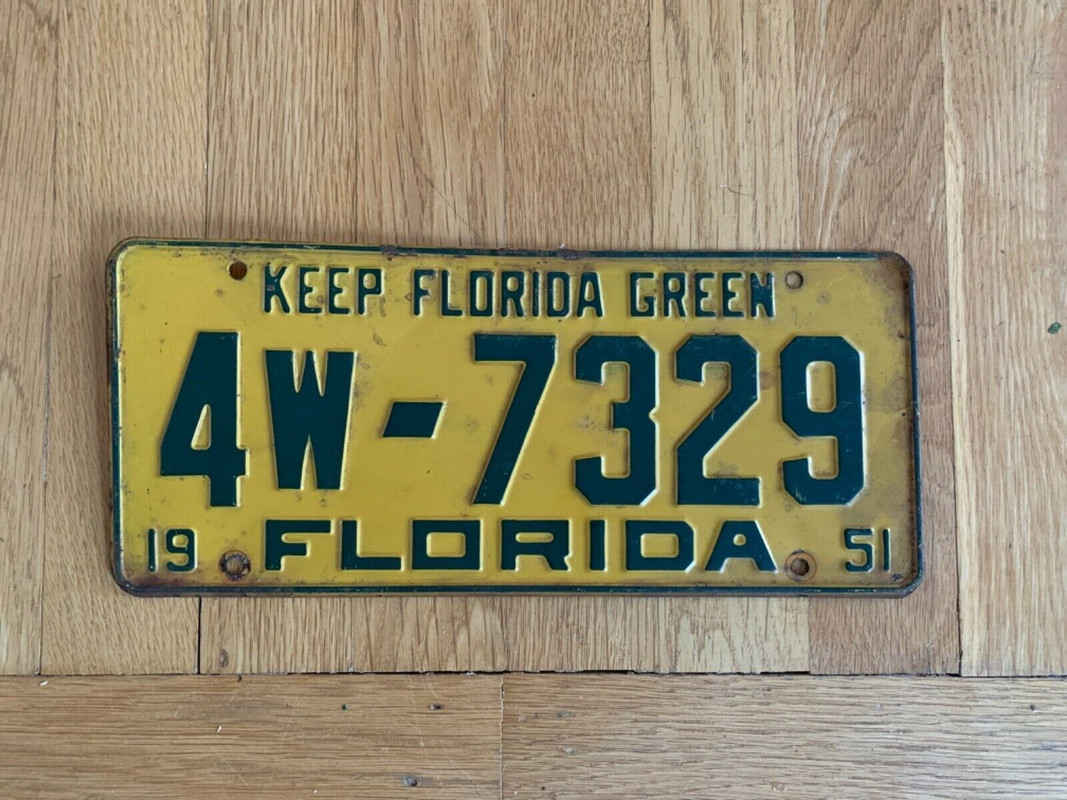 KEEP FLORIDA GREEN
4W-7329
19 FLORIDA 51